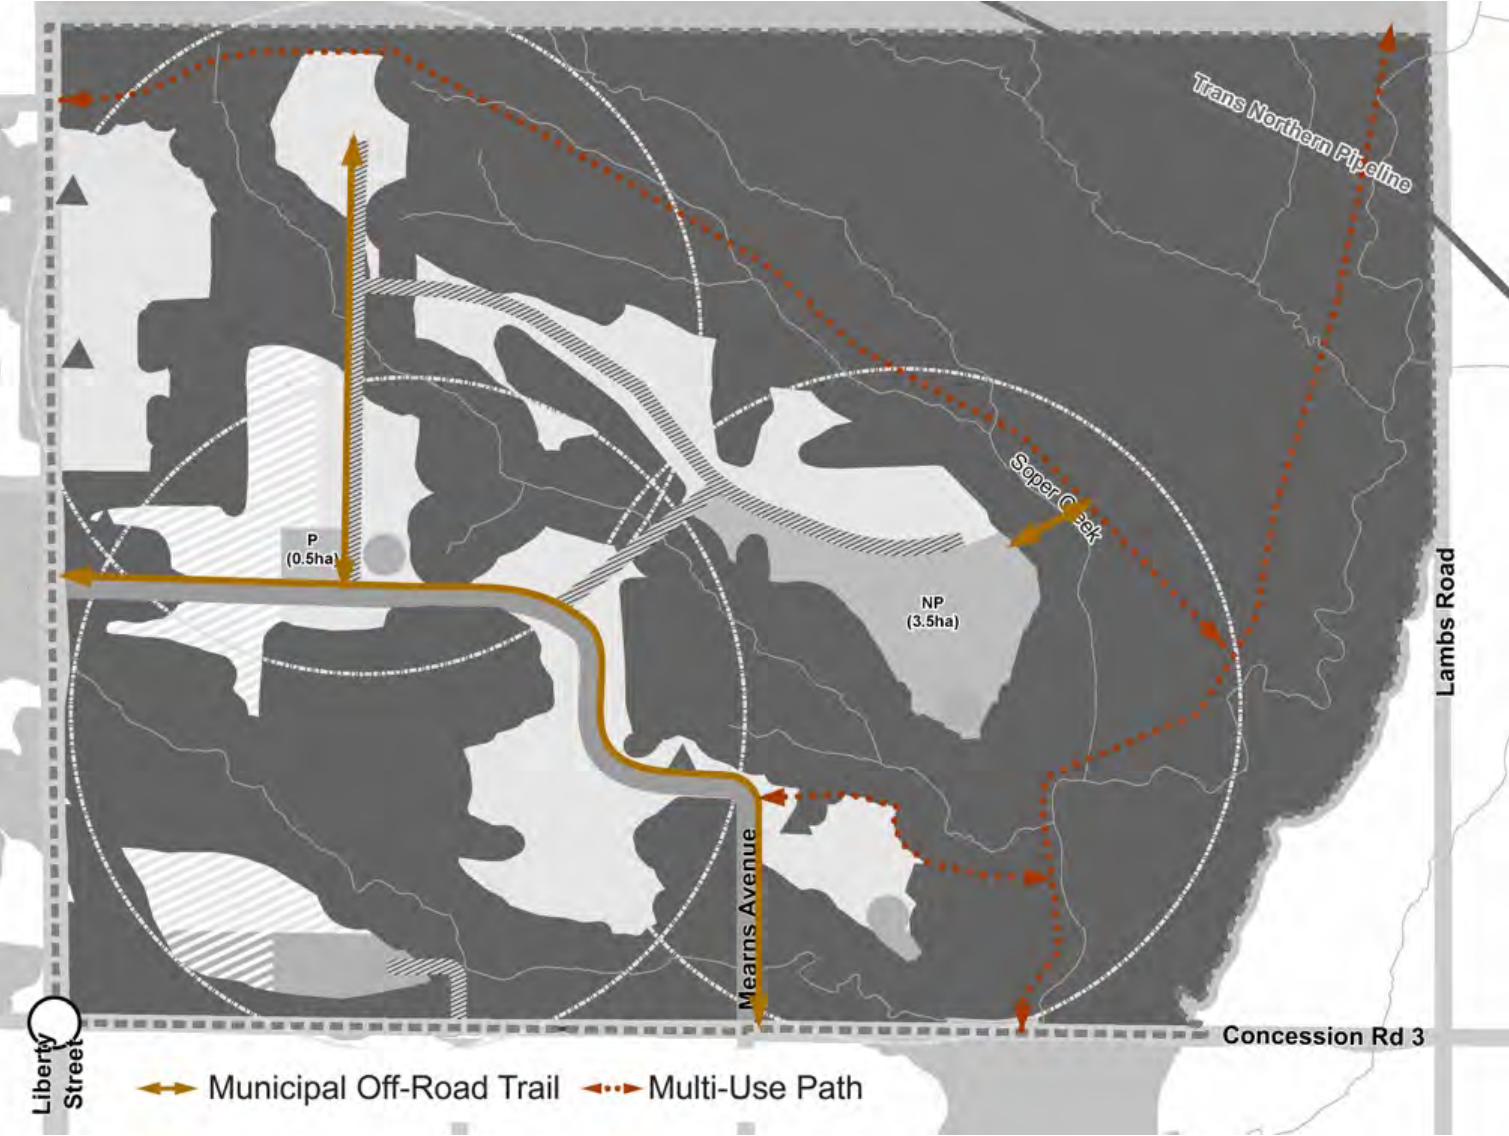 Trans Northern Pipeline
Soper Creek
P
(0.5ha)
NP
(3.5ha)
Lambs Road
Mearns Avenue
Concession Rd 3
Liberty
Street
Municipal Off-Road Trail
Multi-Use Path